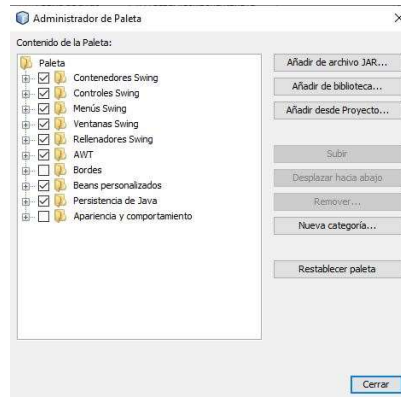 Administrador de Paleta
Contenido de la Paleta:
Paleta
Contenedores Swing
Controles Swing
Menús Swing
Ventanas Swing
Rellenadores Swing
AWT
Bordes
Beans personalizados
Persistencia de Java
Apariencia y comportamiento
Añadir de archivo JAR...
Añadir de biblioteca...
Añadir desde Proyecto...
Subir
Desplazar hacia abajo
Remover...
Nueva categoría...
Restablecer paleta
Cerrar